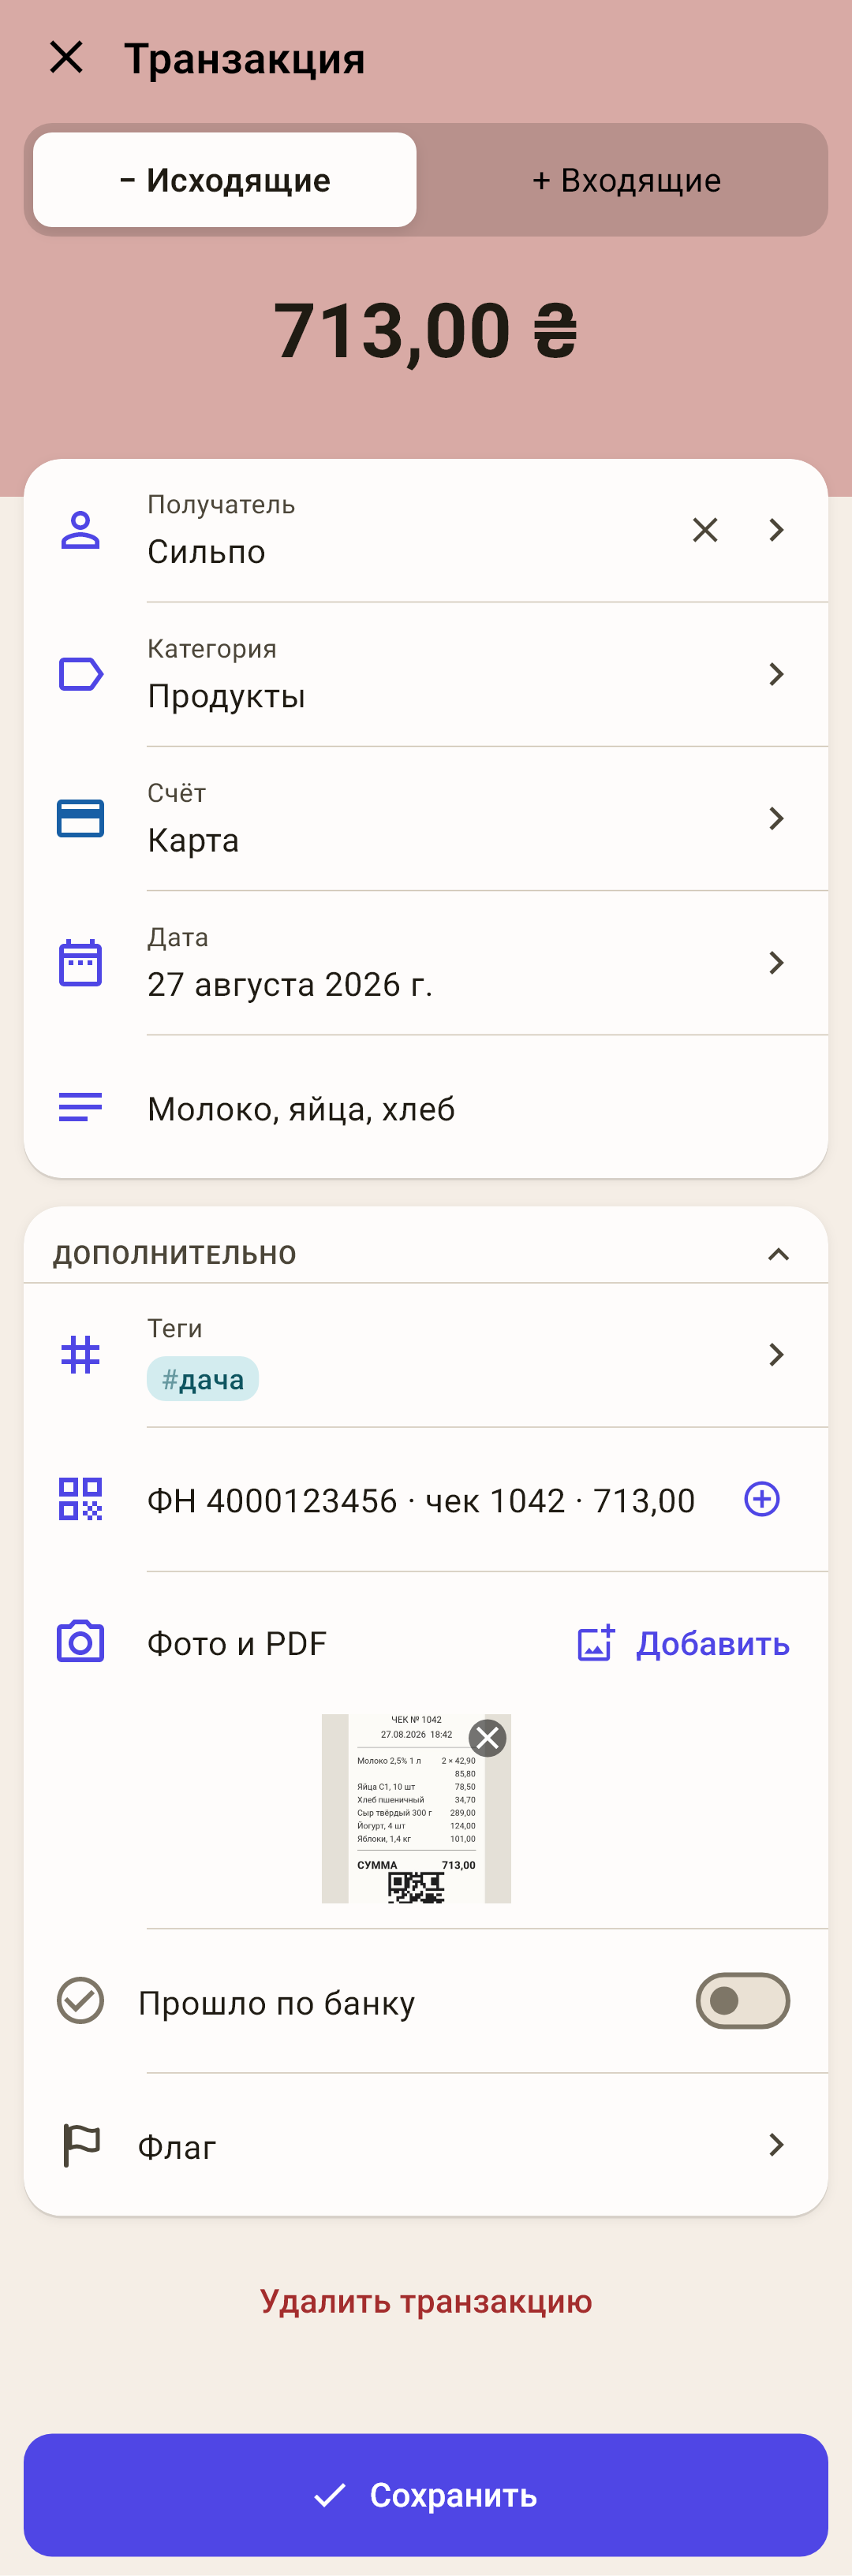 Транзакция
− Исходящие
+ Входящие
713,00 ₴
Получатель
Сильпо
Категория
Продукты
Счёт
Карта
Дата
27 августа 2026 г.
Молоко, яйца, хлеб
ДОПОЛНИТЕЛЬНО
Теги
#дача
ФН 4000123456 · чек 1042 · 713,00
Фото и PDF
Добавить
ЧЕК № 1042
27.08.2026 18:42
Молоко 2,5% 1 л 2 × 42,90
85,80
Яйца С1, 10 шт 78,50
Хлеб пшеничный 34,70
Сыр твёрдый 300 г 289,00
Йогурт, 4 шт 124,00
Яблоки, 1,4 кг 101,00
СУММА 713,00
Прошло по банку
Флаг
Удалить транзакцию
Сохранить